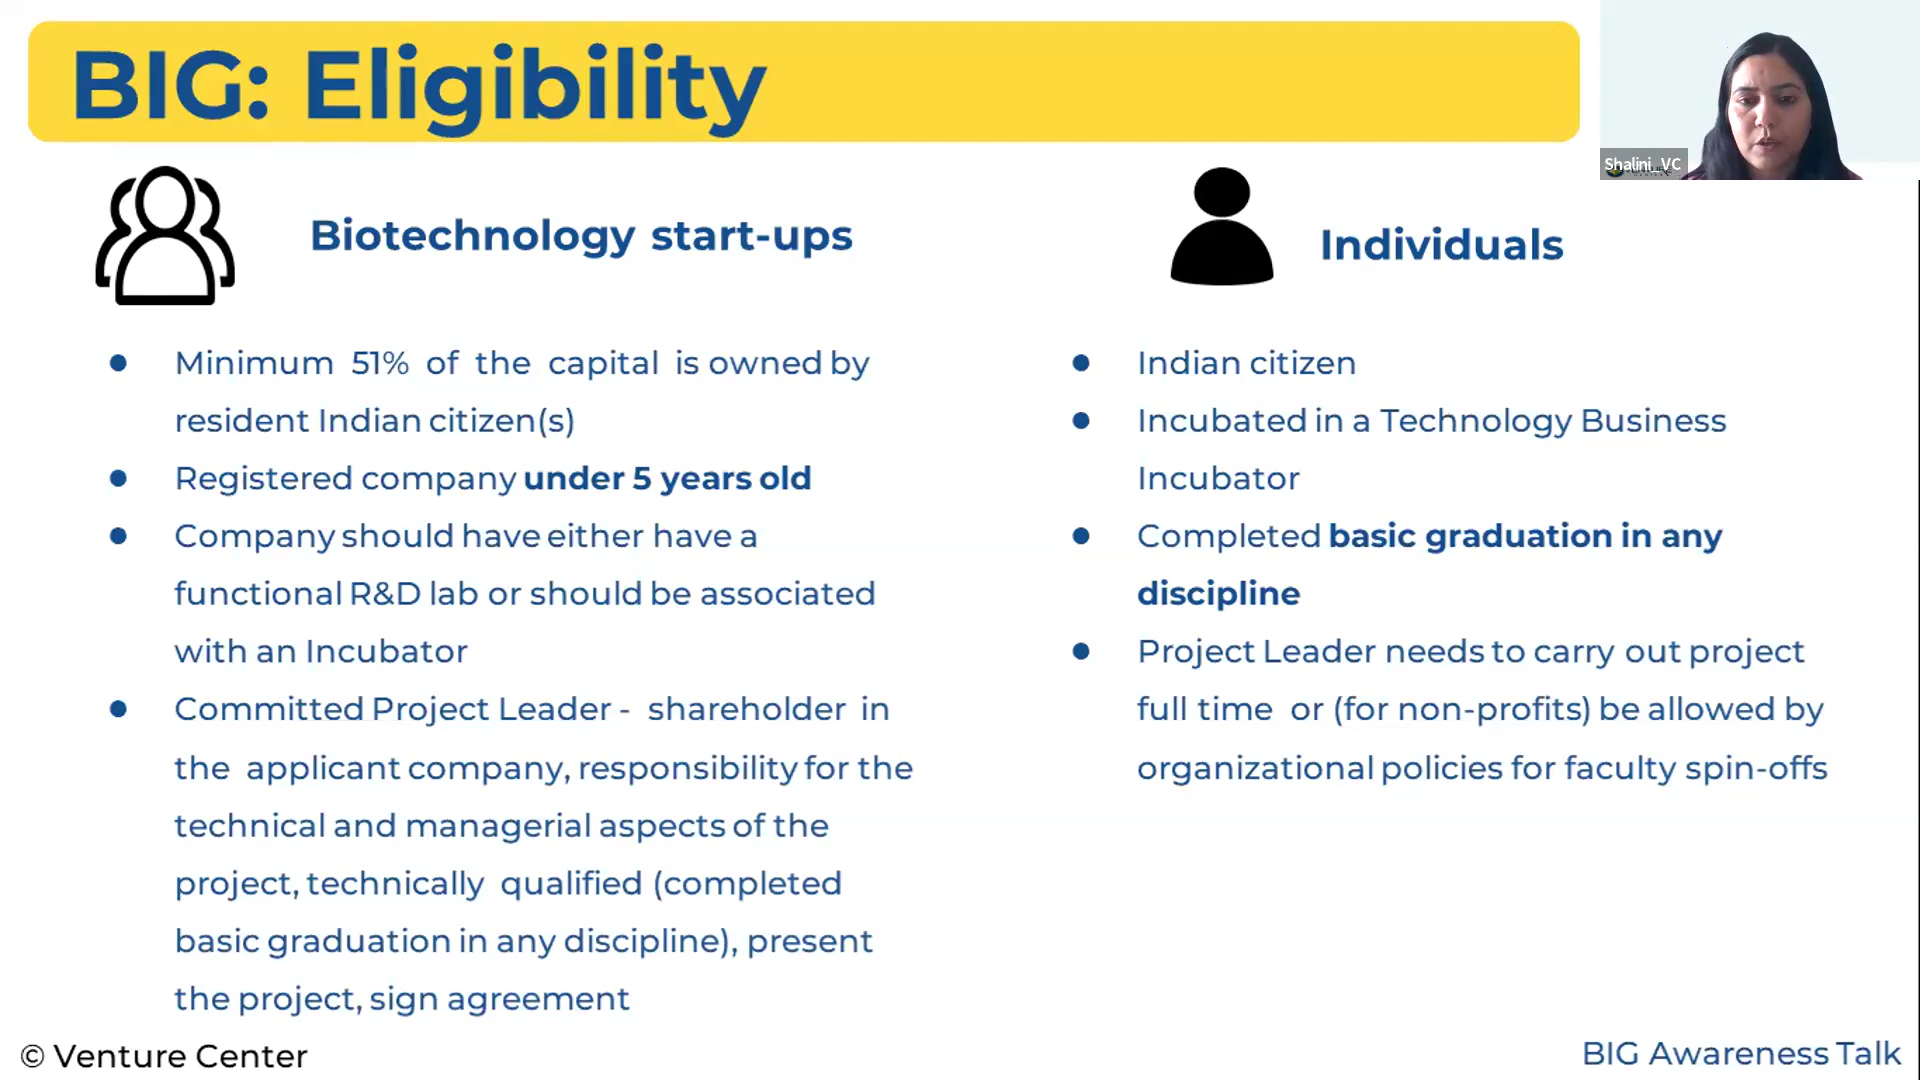 BIG: Eligibility
Shalini_VC
Biotechnology start-ups
Minimum 51% of the capital is owned by
resident Indian citizen(s)
Registered company under 5 years old
Company should have either have a
functional R&D lab or should be associated
with an Incubator
Committed Project Leader - shareholder in
the applicant company, responsibility for the
technical and managerial aspects of the
project, technically qualified (completed
basic graduation in any discipline), present
the project, sign agreement
Individuals
Indian citizen
Incubated in a Technology Business
Incubator
Completed basic graduation in any
discipline
Project Leader needs to carry out project
full time or (for non-profits) be allowed by
organizational policies for faculty spin-offs
© Venture Center
BIG Awareness Talk